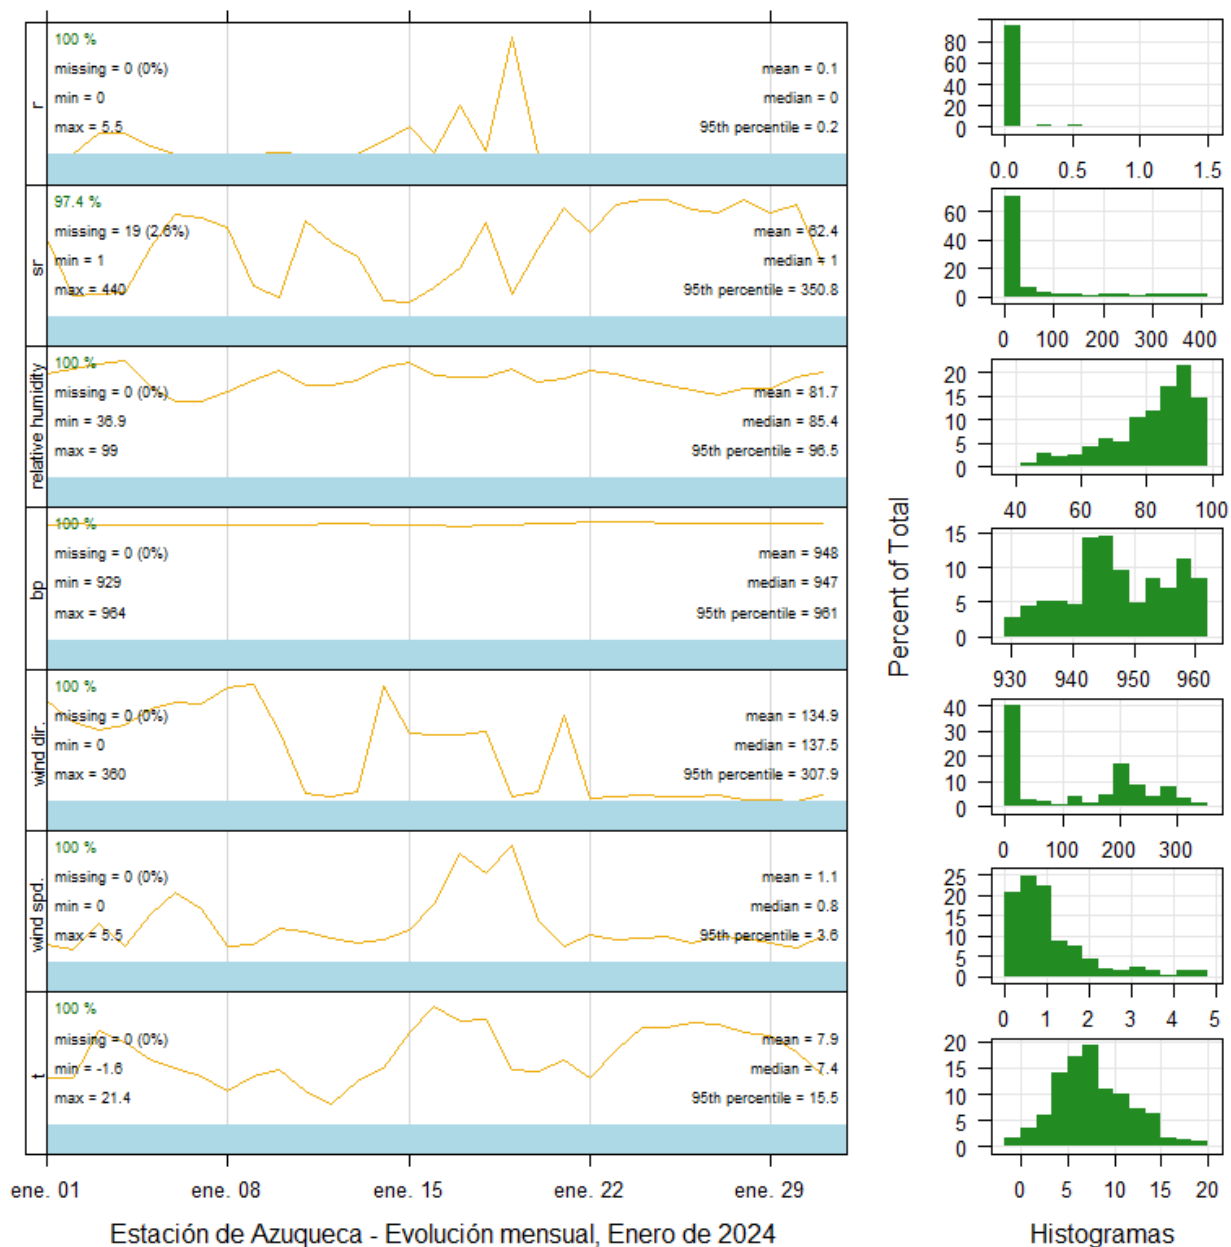 r
100 %
missing = 0 (0%)
min = 0
max = 5.5
mean = 0.1
median = 0
95th percentile = 0.2
sr
97.4 %
missing = 19 (2.6%)
min = 1
max = 440
mean = 62.4
median = 1
95th percentile = 350.8
relative humidity
100 %
missing = 0 (0%)
min = 36.9
max = 99
mean = 81.7
median = 85.4
95th percentile = 96.5
bp
100 %
missing = 0 (0%)
min = 929
max = 964
mean = 948
median = 947
95th percentile = 961
wind dir.
100 %
missing = 0 (0%)
min = 0
max = 360
mean = 134.9
median = 137.5
95th percentile = 307.9
wind spd.
100 %
missing = 0 (0%)
min = 0
max = 5.5
mean = 1.1
median = 0.8
95th percentile = 3.6
t
100 %
missing = 0 (0%)
min = -1.6
max = 21.4
mean = 7.9
median = 7.4
95th percentile = 15.5
ene. 01 ene. 08 ene. 15 ene. 22 ene. 29
Estación de Azuqueca - Evolución mensual, Enero de 2024
Percent of Total
80
60
40
20
0
0.0 0.5 1.0 1.5
60
40
20
0
0 100 200 300 400
20
15
10
5
0
40 60 80 100
15
10
5
0
930 940 950 960
40
30
20
10
0
0 100 200 300
25
20
15
10
5
0
0 1 2 3 4 5
20
15
10
5
0
0 5 10 15 20
Histogramas